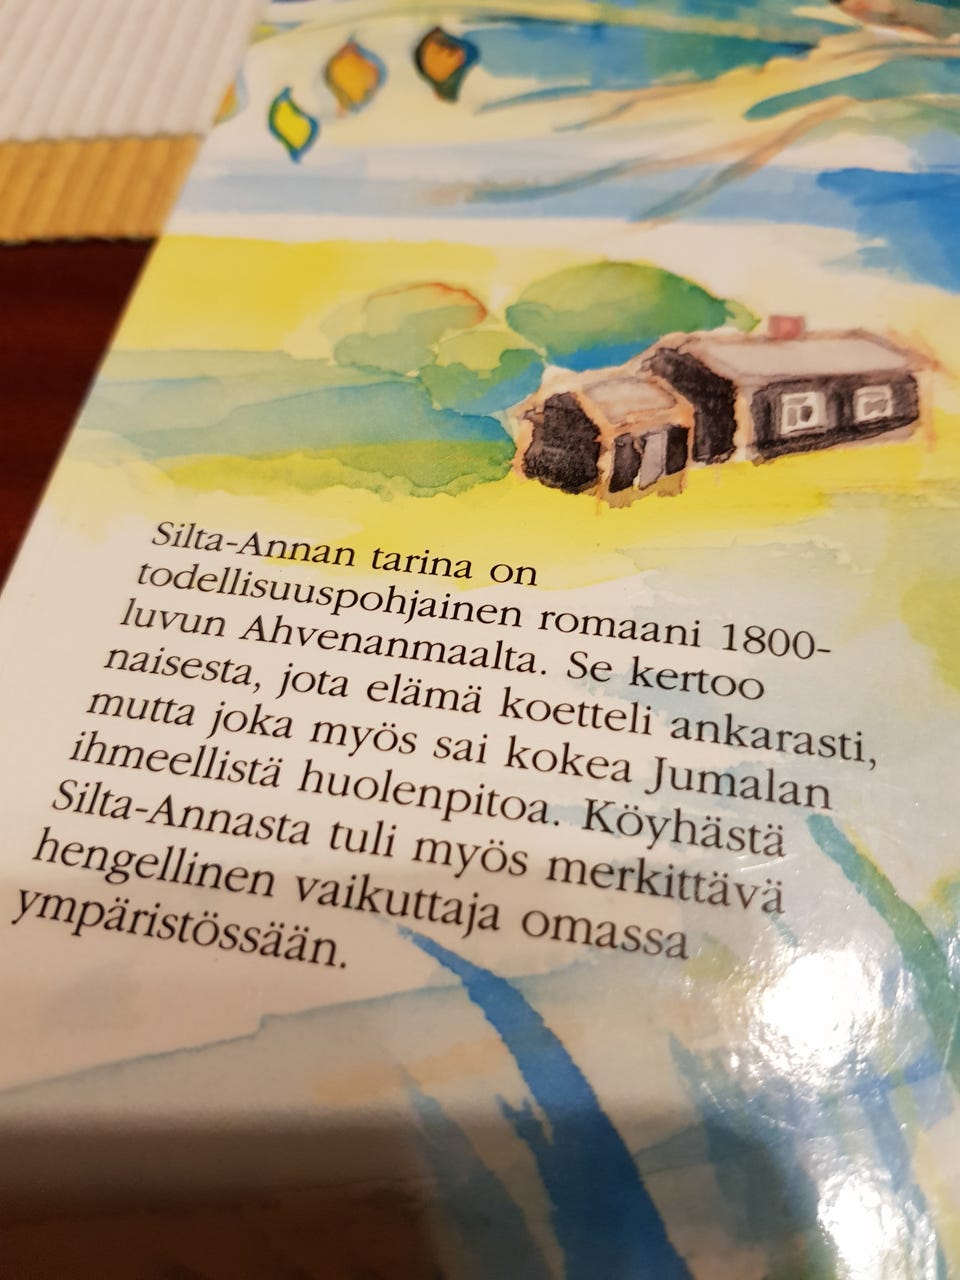 Silta-Annan tarina on
todellisuuspohjainen romaani 1800-
luvun Ahvenanmaalta. Se kertoo
naisesta, jota elämä koetteli ankarasti,
mutta joka myös sai kokea Jumalan
ihmeellistä huolenpitoa. Köyhästä
Silta-Annasta tuli myös merkittävä
hengellinen vaikuttaja omassa
ympäristössään.